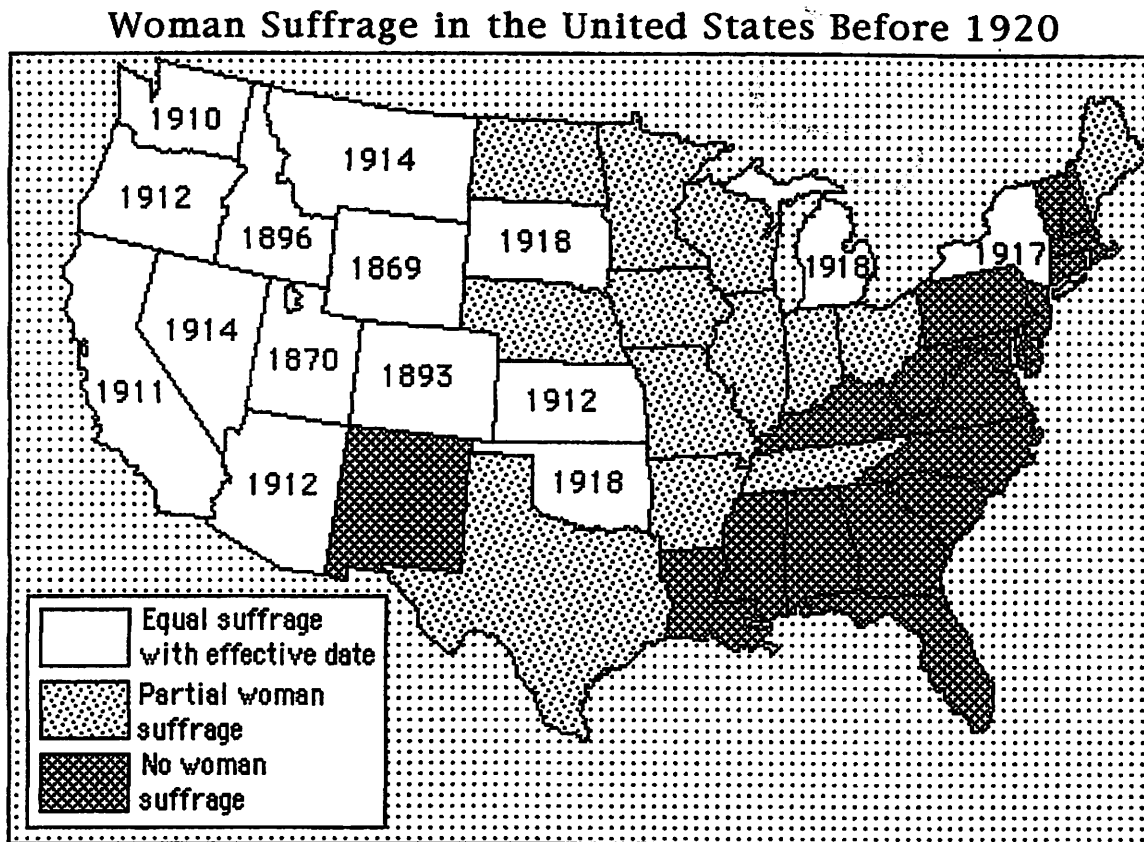 Woman Suffrage in the United States Before 1920
1910
1914
1912
1896
1869
1918
1918
1917
1914
1870
1893
1911
1912
1912
1918
Equal suffrage
with effective date
Partial woman
suffrage
No woman
suffrage